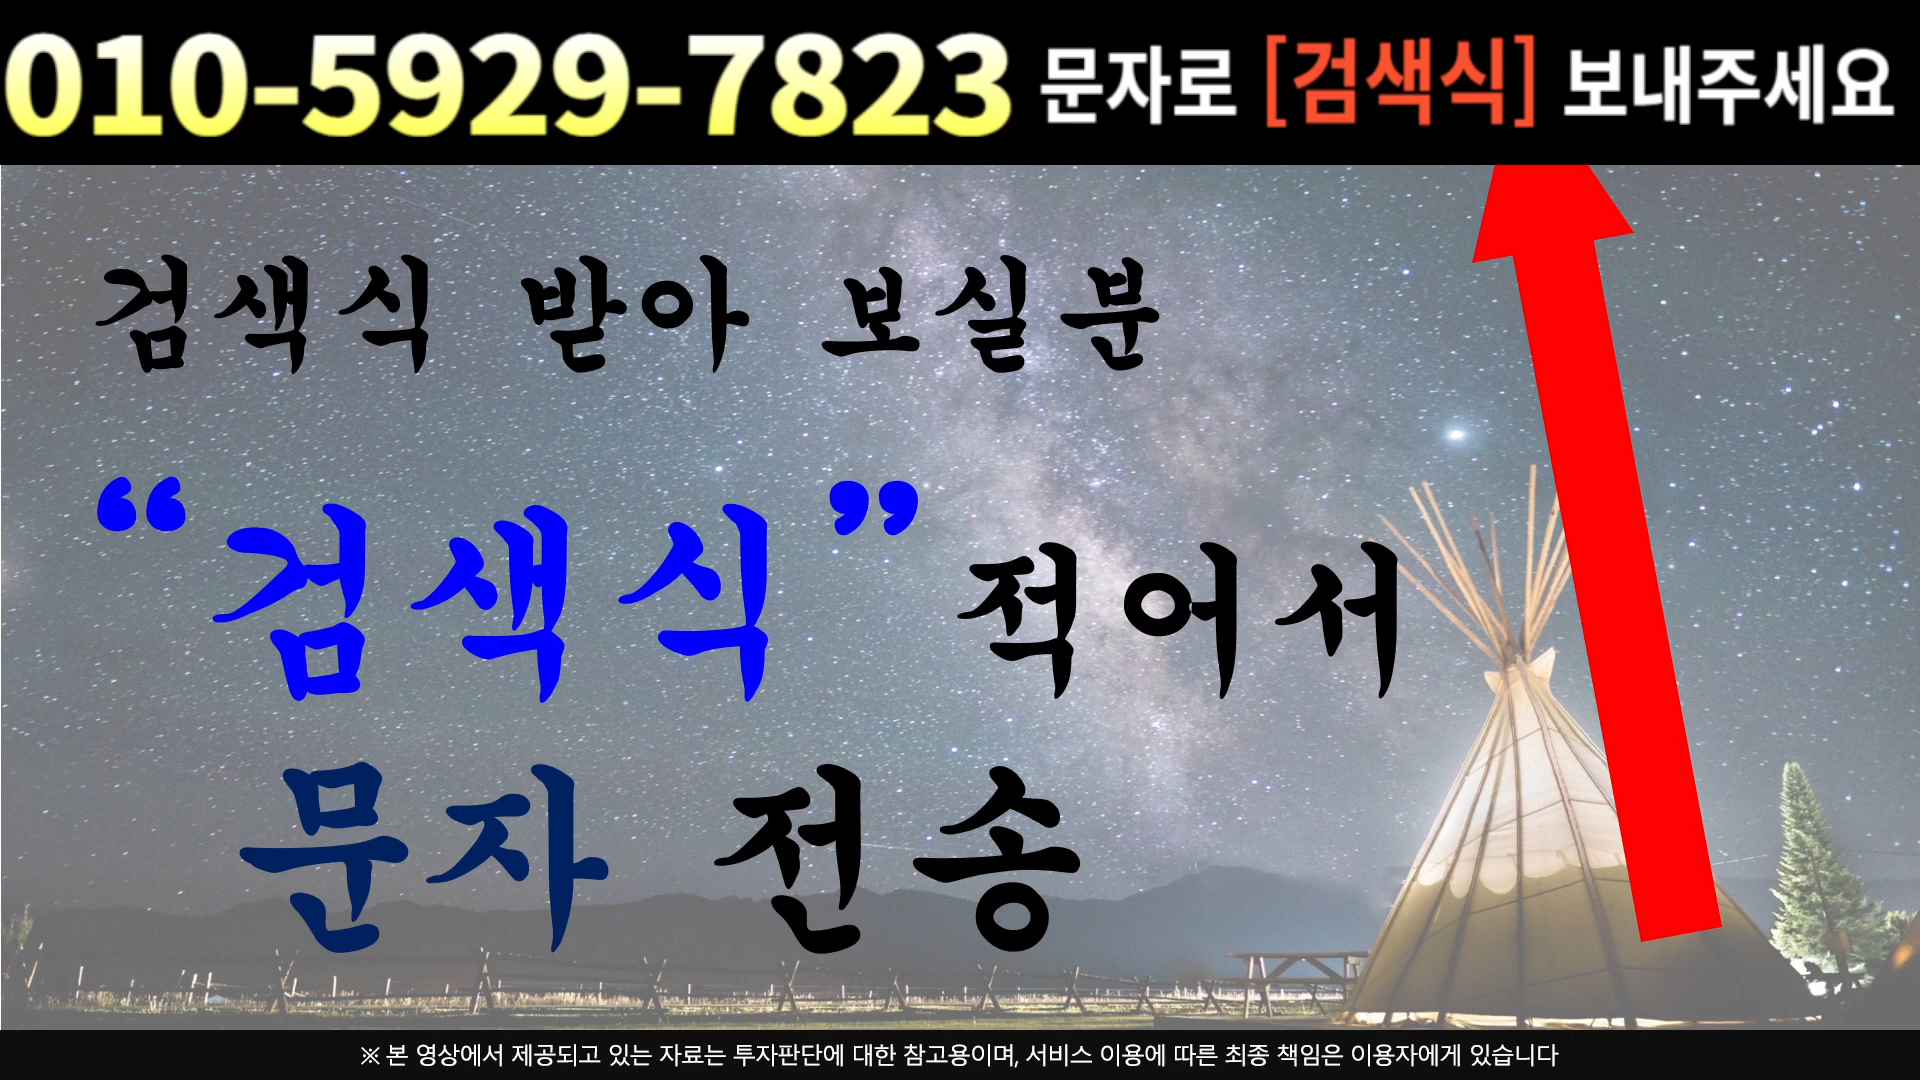 010-5929-7823 문자로 [검색식] 보내주세요
검색식 받아 보실분
“검색식” 적어서
문자 전송
※ 본 영상에서 제공되고 있는 자료는 투자판단에 대한 참고용이며, 서비스 이용에 따른 최종 책임은 이용자에게 있습니다